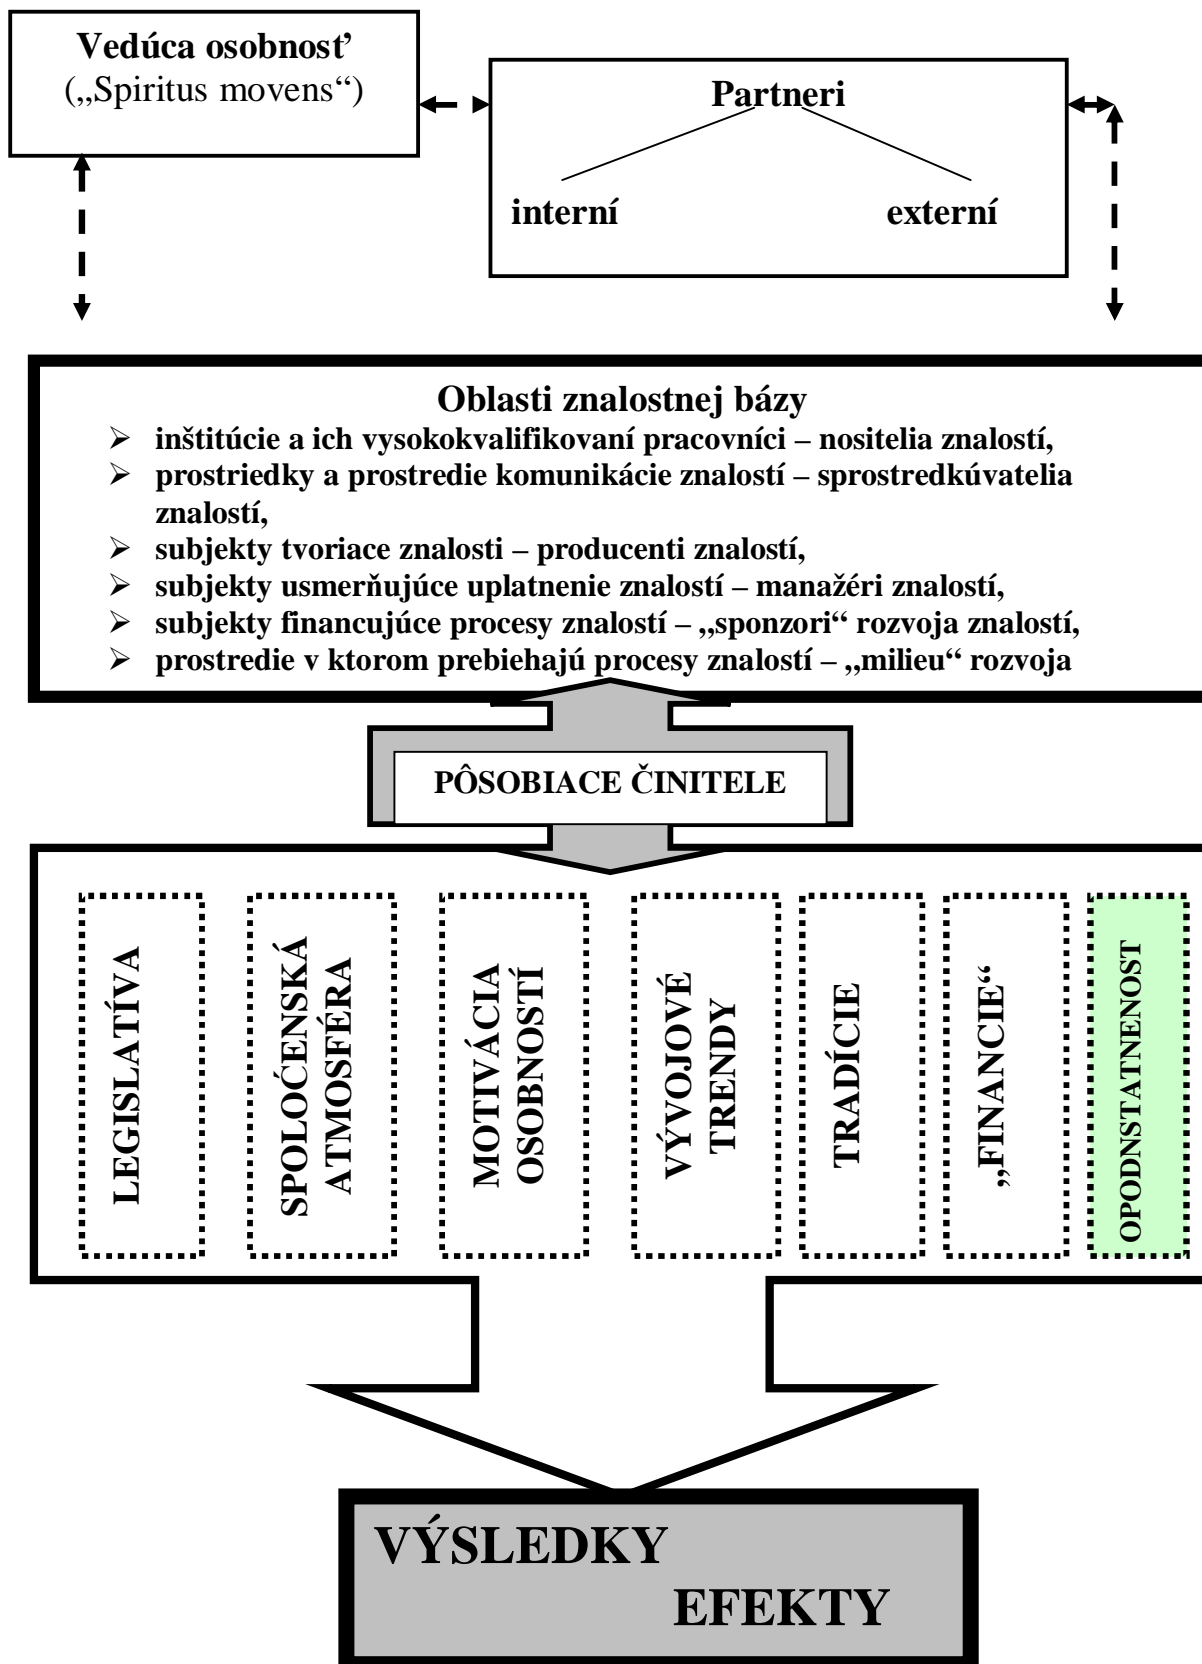 Vedúca osobnosť
(„Spiritus movens“)
Partneri
interní externí
Oblasti znalostnej bázy
➢ inštitúcie a ich vysokokvalifikovaní pracovníci – nositelia znalostí,
➢ prostriedky a prostredie komunikácie znalostí – sprostredkúvatelia
znalostí,
➢ subjekty tvoriace znalosti – producenti znalostí,
➢ subjekty usmerňujúce uplatnenie znalostí – manažéri znalostí,
➢ subjekty financujúce procesy znalostí – „sponzori“ rozvoja znalostí,
➢ prostredie v ktorom prebiehajú procesy znalostí – „milieu“ rozvoja
PÔSOBIACE ČINITELE
LEGISLATÍVA
SPOLOĆENSKÁ
ATMOSFÉRA
MOTIVÁCIA
OSOBNOSTÍ
VÝVOJOVÉ
TRENDY
TRADÍCIE
„FINANCIE“
OPODNSTATNENOST
VÝSLEDKY
EFEKTY